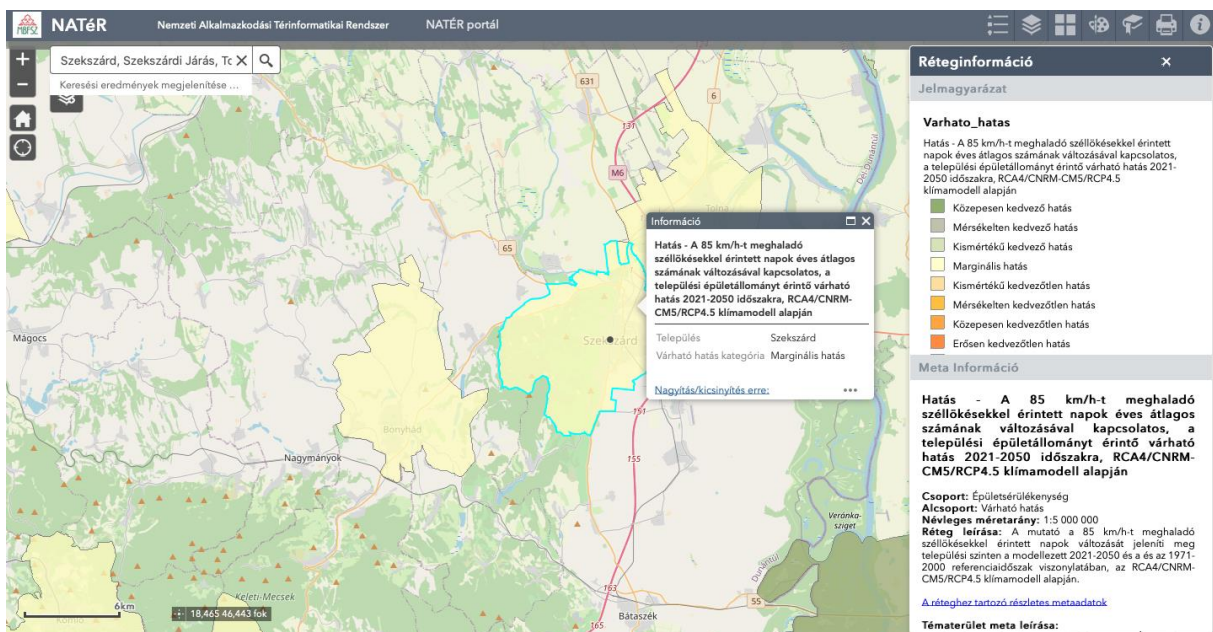 MBFSZ
NATéR
Nemzeti Alkalmazkodási Térinformatikai Rendszer
NATÉR portál
+
Szekszárd, Szekszárdi Járás, To
Keresési eredmények megjelenítése ...
−
631
6
131
M6
Tolna
Dél-Dunántúl
65
Szekszárd
Mágocs
Bonyhád
Nagymányok
151
155
Veránka-
sziget
Dunántúl
Keleti-Mecsek
163
55
165
Bátaszék
Komló
6km
18,465 46,443 fok
Információ
Hatás - A 85 km/h-t meghaladó
széllökésekkel érintett napok éves átlagos
számának változásával kapcsolatos, a
települési épületállományt érintő várható
hatás 2021-2050 időszakra, RCA4/CNRM-
CM5/RCP4.5 klímamodell alapján
Település Szekszárd
Várható hatás kategória Marginális hatás
Nagyítás/kicsinyítés erre:
Réteginformáció
Jelmagyarázat
Varhato_hatas
Hatás - A 85 km/h-t meghaladó széllökésekkel érintett
napok éves átlagos számának változásával kapcsolatos,
a települési épületállományt érintő várható hatás 2021-
2050 időszakra, RCA4/CNRM-CM5/RCP4.5
klímamodell alapján
Közepesen kedvező hatás
Mérsékelten kedvező hatás
Kismértékű kedvező hatás
Marginális hatás
Kismértékű kedvezőtlen hatás
Mérsékelten kedvezőtlen hatás
Közepesen kedvezőtlen hatás
Erősen kedvezőtlen hatás
Meta Információ
Hatás - A 85 km/h-t meghaladó
széllökésekkel érintett napok éves átlagos
számának változásával kapcsolatos, a
települési épületállományt érintő várható
hatás 2021-2050 időszakra, RCA4/CNRM-
CM5/RCP4.5 klímamodell alapján
Csoport: Épületsérülékenység
Alcsoport: Várható hatás
Névleges méretarány: 1:5 000 000
Réteg leírása: A mutató a 85 km/h-t meghaladó
széllökésekkel érintett napok változását jeleníti meg
települési szinten a modellezett 2021-2050 és a és az 1971-
2000 referenciaidőszak viszonylatában, az RCA4/CNRM-
CM5/RCP4.5 klímamodell alapján.
A réteghez tartozó részletes metaadatok
Tématerület meta leírása: